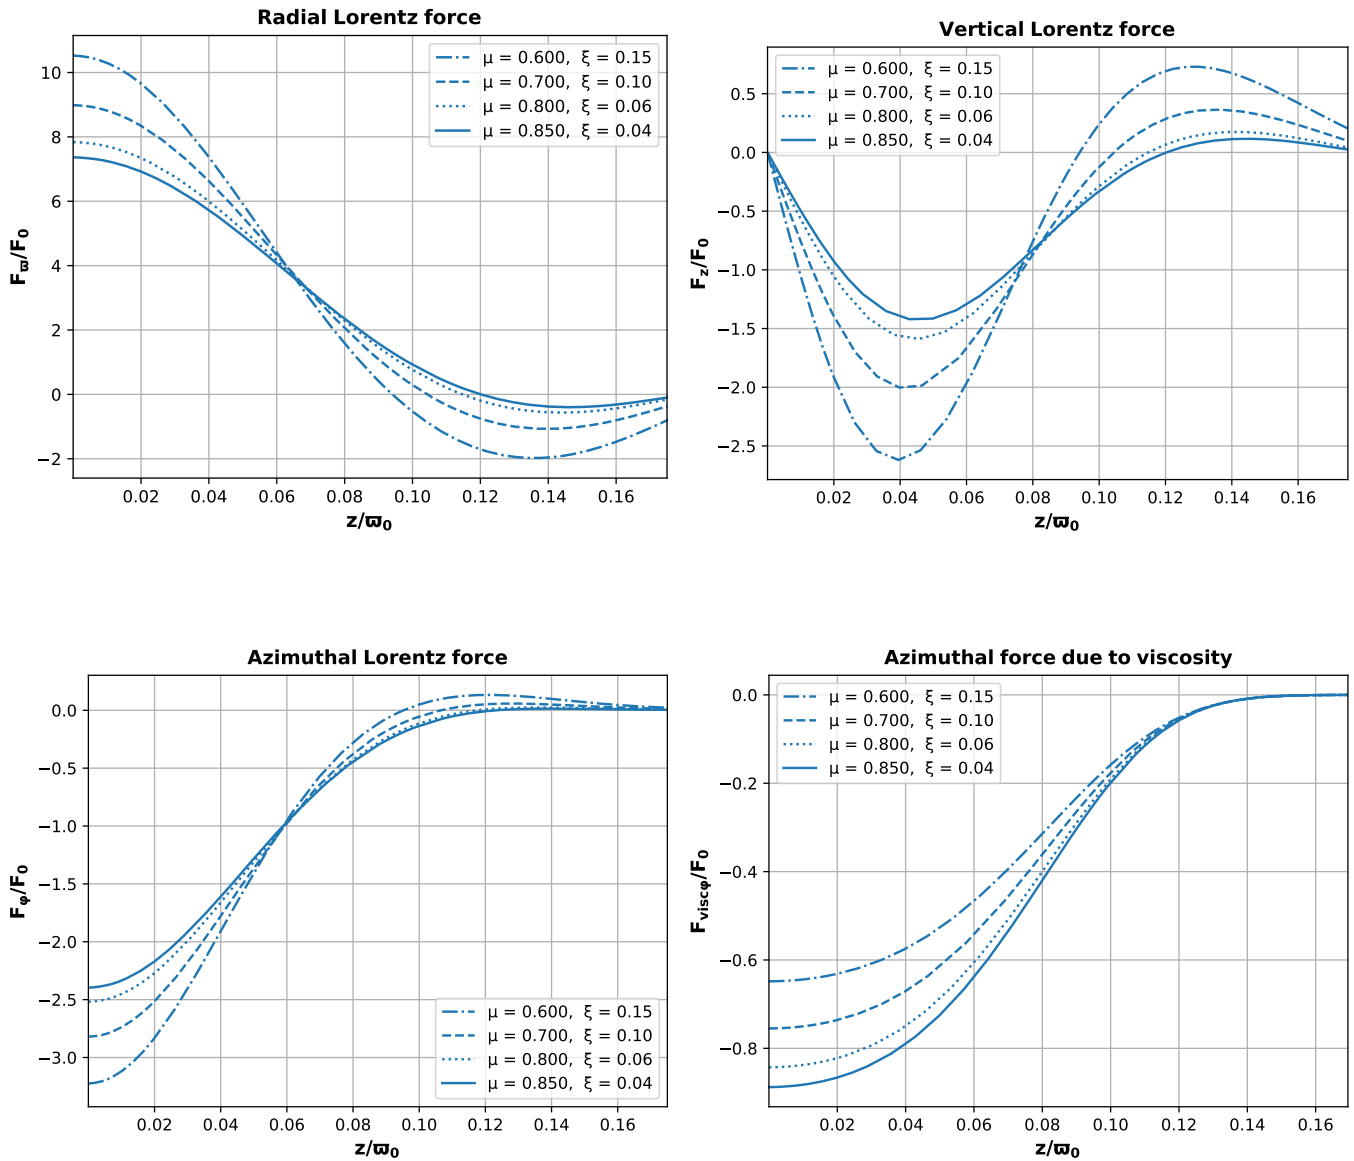 Radial Lorentz force
μ = 0.600, ξ = 0.15
μ = 0.700, ξ = 0.10
μ = 0.800, ξ = 0.06
μ = 0.850, ξ = 0.04
10
8
6
4
2
0
−2
Fϖ/F0
0.02 0.04 0.06 0.08 0.10 0.12 0.14 0.16
z/ϖ0
Vertical Lorentz force
μ = 0.600, ξ = 0.15
μ = 0.700, ξ = 0.10
μ = 0.800, ξ = 0.06
μ = 0.850, ξ = 0.04
0.5
0.0
−0.5
−1.0
−1.5
−2.0
−2.5
Fz/F0
0.02 0.04 0.06 0.08 0.10 0.12 0.14 0.16
z/ϖ0
Azimuthal Lorentz force
0.0
−0.5
−1.0
−1.5
−2.0
−2.5
−3.0
Fφ/F0
μ = 0.600, ξ = 0.15
μ = 0.700, ξ = 0.10
μ = 0.800, ξ = 0.06
μ = 0.850, ξ = 0.04
0.02 0.04 0.06 0.08 0.10 0.12 0.14 0.16
z/ϖ0
Azimuthal force due to viscosity
μ = 0.600, ξ = 0.15
μ = 0.700, ξ = 0.10
μ = 0.800, ξ = 0.06
μ = 0.850, ξ = 0.04
0.0
−0.2
−0.4
−0.6
−0.8
Fviscφ/F0
0.02 0.04 0.06 0.08 0.10 0.12 0.14 0.16
z/ϖ0